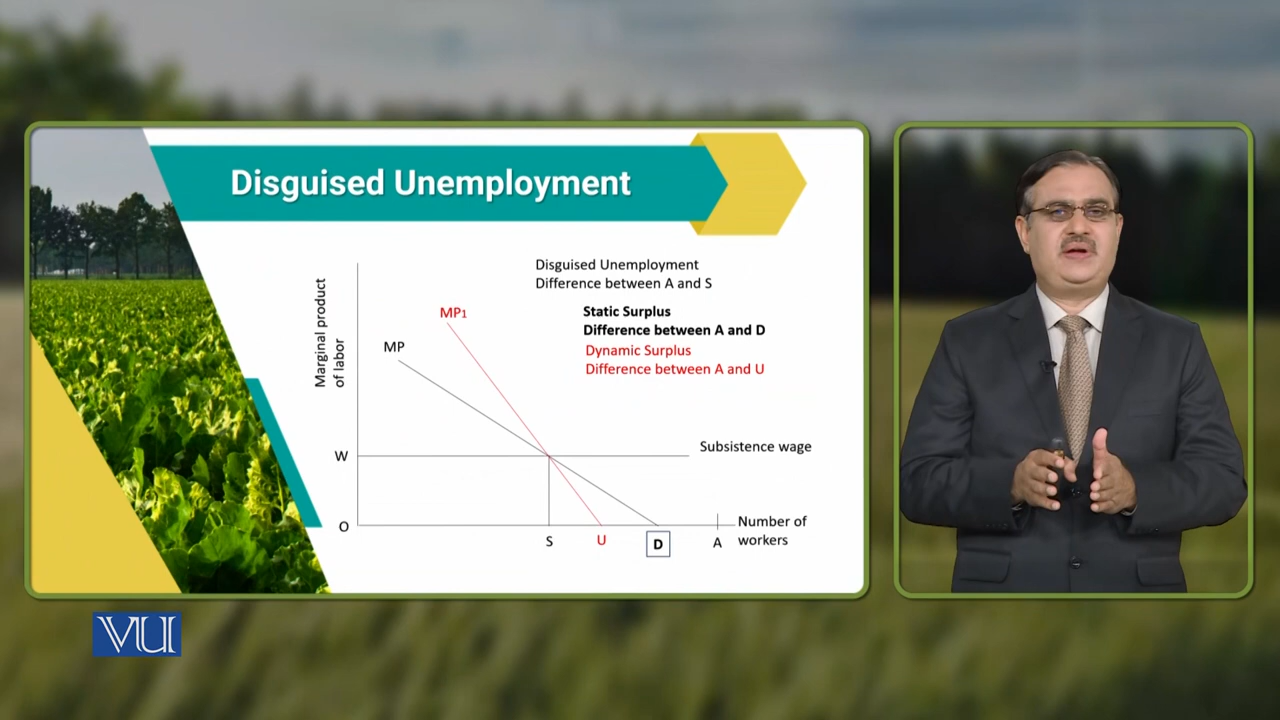 Disguised Unemployment
Disguised Unemployment
Difference between A and S
Static Surplus
Difference between A and D
Dynamic Surplus
Difference between A and U
Marginal product
of labor
MP1
MP
W
Subsistence wage
O
S
U
D
A
Number of
workers
VU